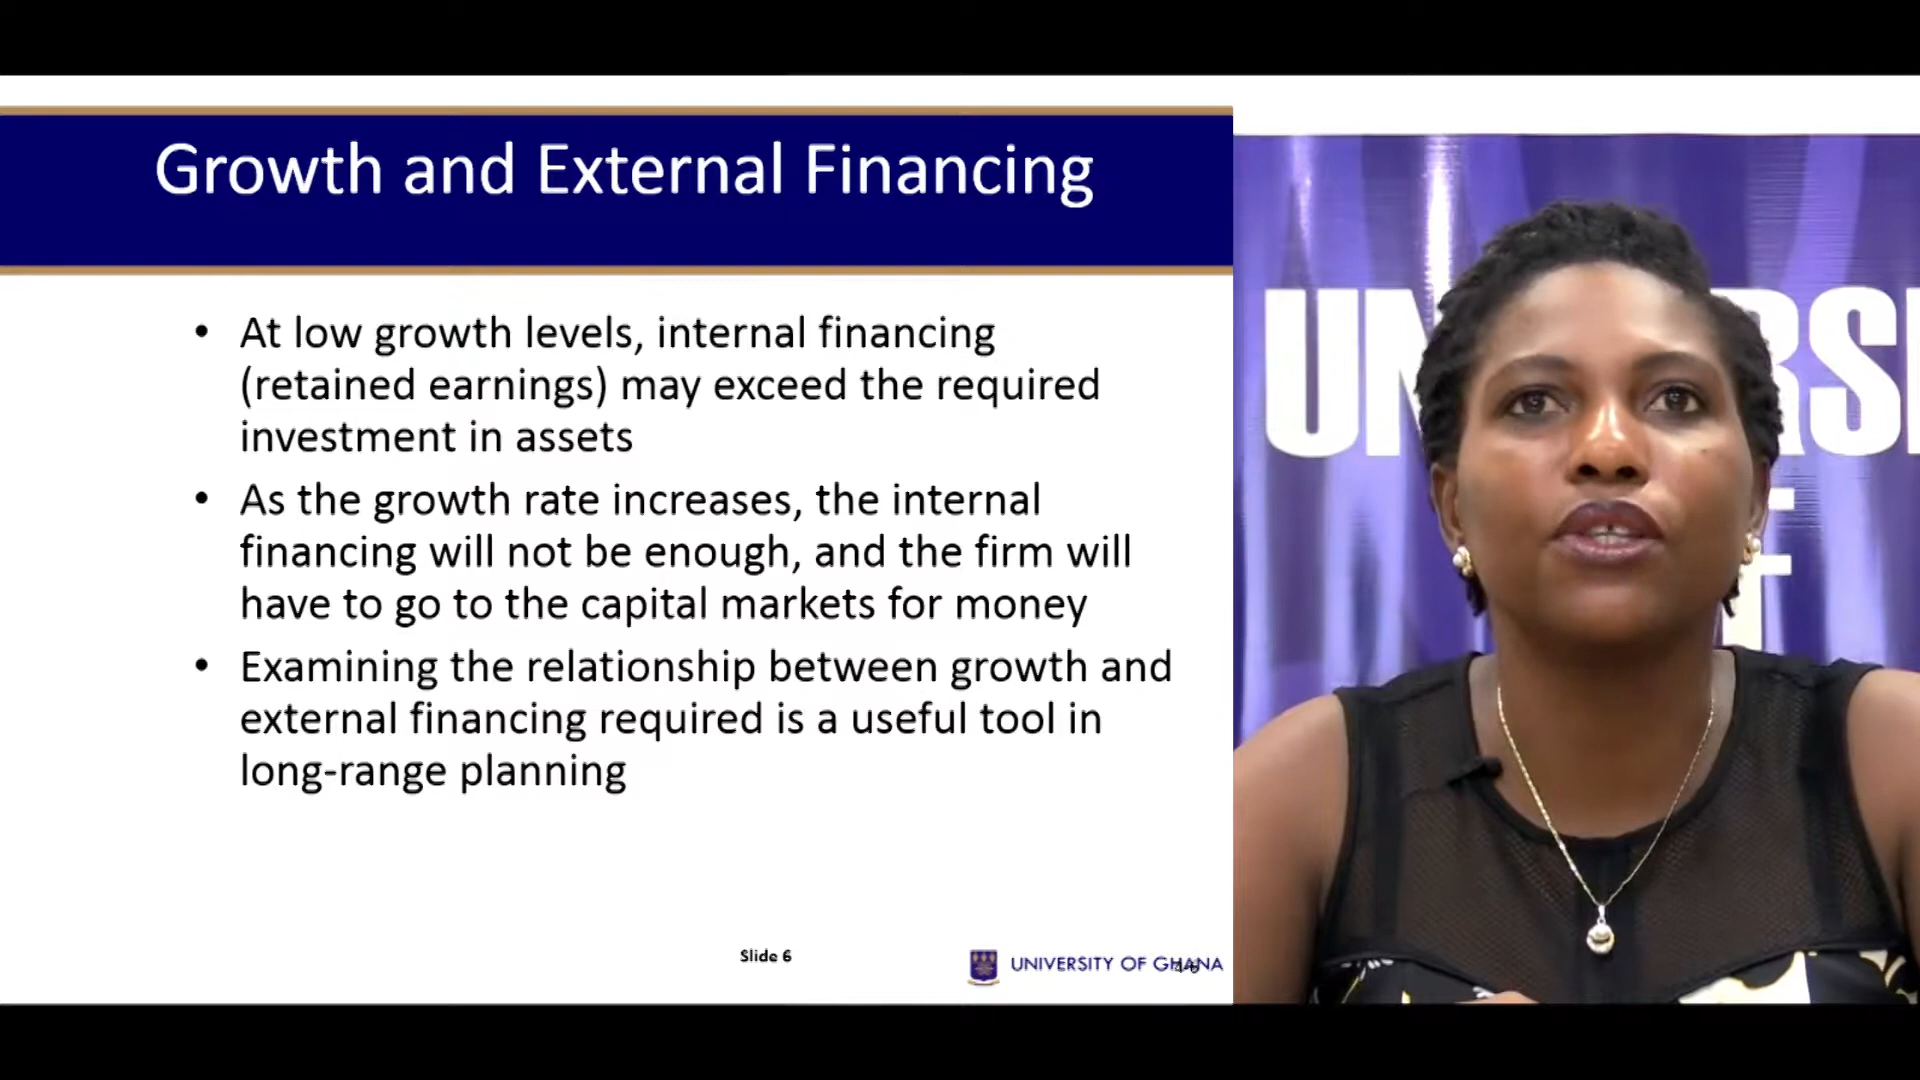 Growth and External Financing
• At low growth levels, internal financing
(retained earnings) may exceed the required
investment in assets
• As the growth rate increases, the internal
financing will not be enough, and the firm will
have to go to the capital markets for money
• Examining the relationship between growth and
external financing required is a useful tool in
long-range planning
Slide 6
UNIVERSITY OF GHANA
4-6